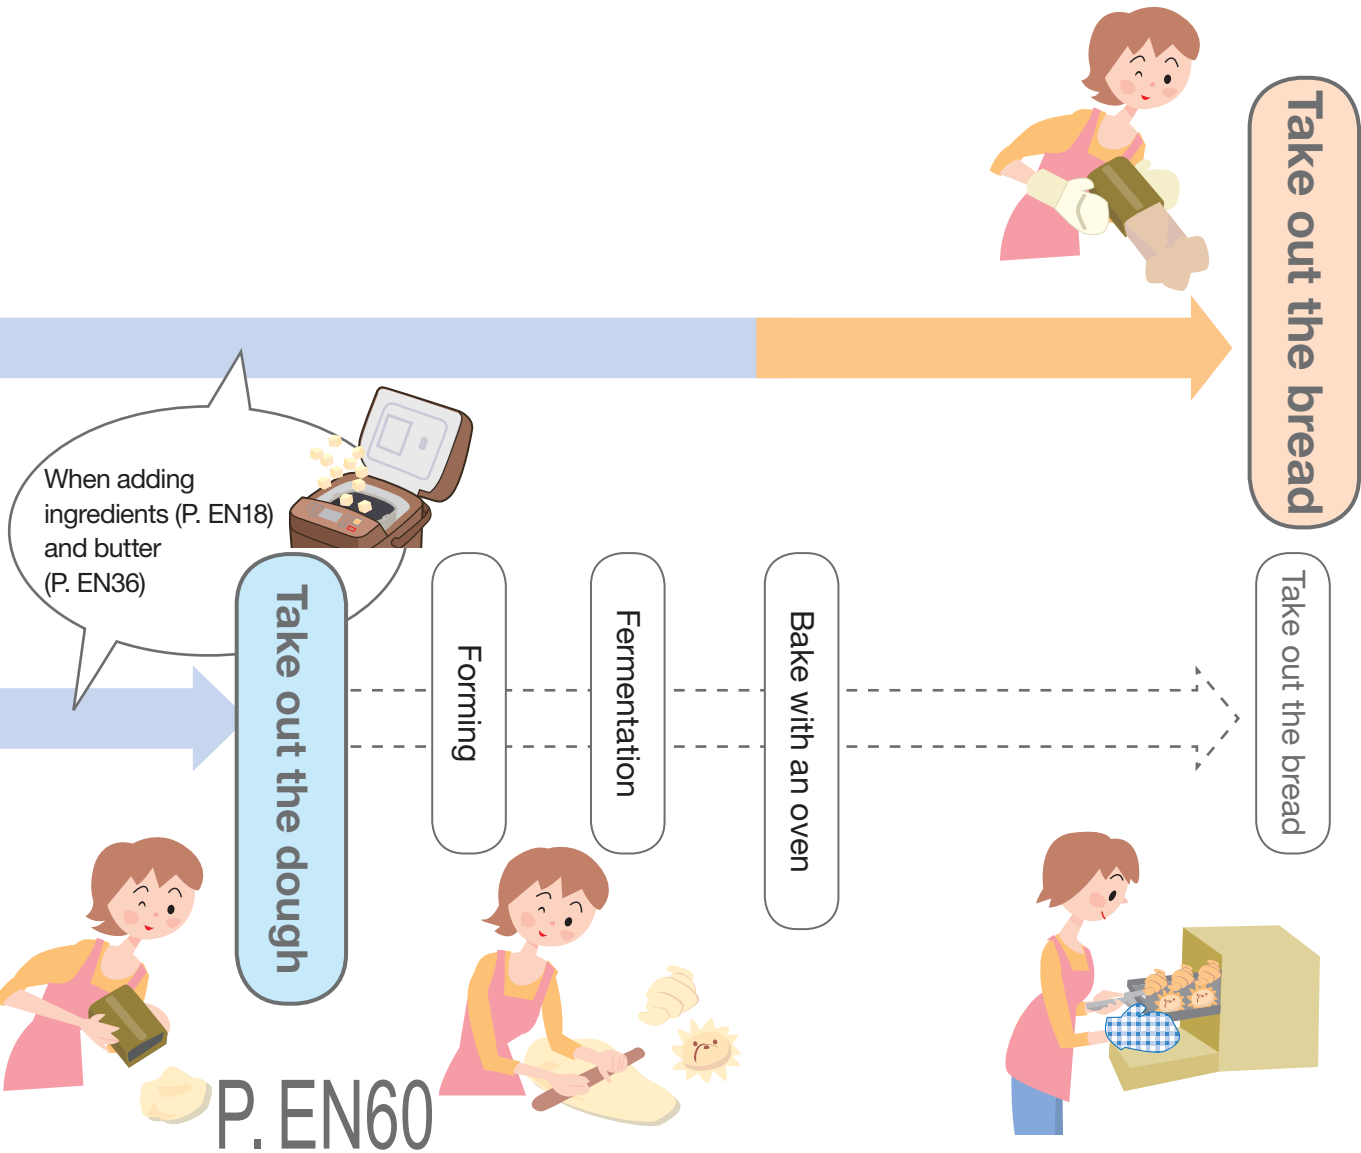 Take out the bread
When adding
ingredients (P. EN18)
and butter
(P. EN36)
Take out the dough
Forming
Fermentation
Bake with an oven
Take out the bread
P. EN60